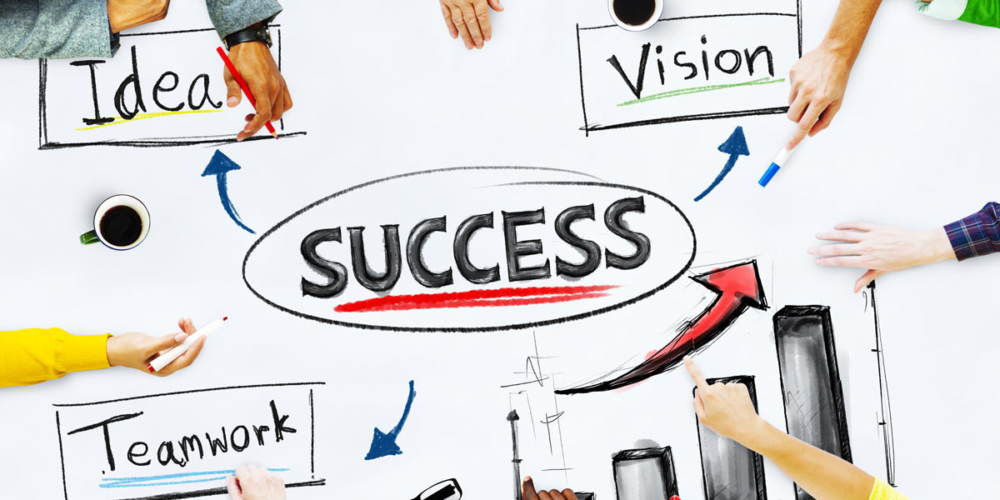 Idea
Vision
SUCCESS
Teamwork